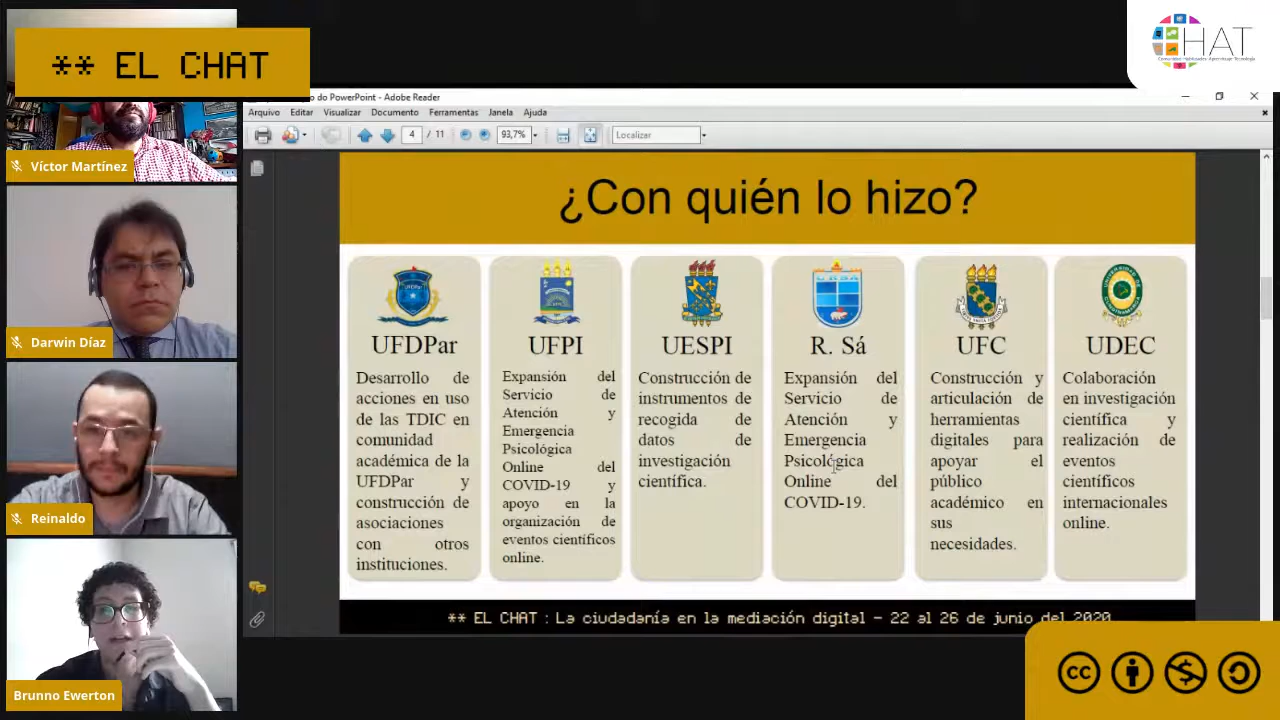 ** EL CHAT
HAT
Víctor Martínez
Darwin Díaz
Reinaldo
Brunno Ewerton
do PowerPoint - Adobe Reader
Arquivo Editar Visualizar Documento Ferramentas Janela Ajuda
4 / 11 93,7% Localizar
¿Con quién lo hizo?
UFDPar
Desarrollo de
acciones en uso
de las TDIC en
comunidad
académica de la
UFDPar y
construcción de
asociaciones
con otros
instituciones.
UFPI
Expansión del
Servicio de
Atención y
Emergencia
Psicológica
Online del
COVID-19 y
apoyo en la
organización de
eventos científicos
online.
UESPI
Construcción de
instrumentos de
recogida de
datos de
investigación
científica.
R. Sá
Expansión del
Servicio de
Atención y
Emergencia
Psicológica
Online del
COVID-19.
UFC
Construcción y
articulación de
herramientas
digitales para
apoyar el
público
académico en
sus
necesidades.
UDEC
Colaboración
en investigación
científica y
realización de
eventos
científicos
internacionales
online.
** EL CHAT : La ciudadanía en la mediación digital - 22 al 26 de junio del 2020
cc